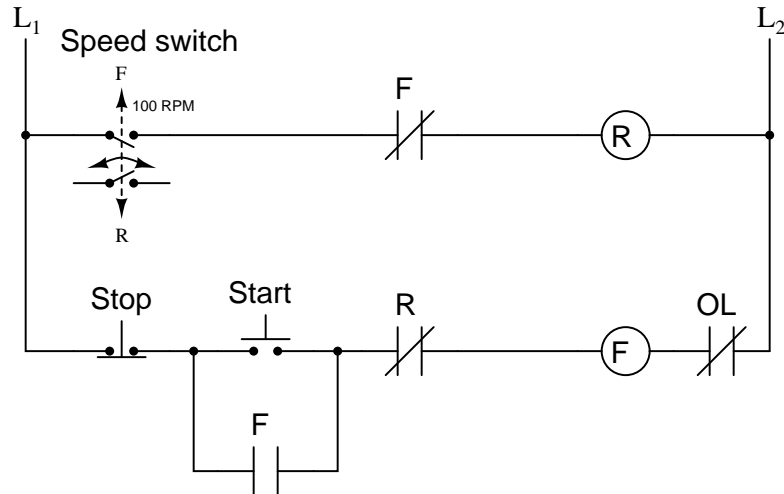 L1 L2
Speed switch
F
100 RPM
F
R
R
Stop
Start
R
F
OL
F